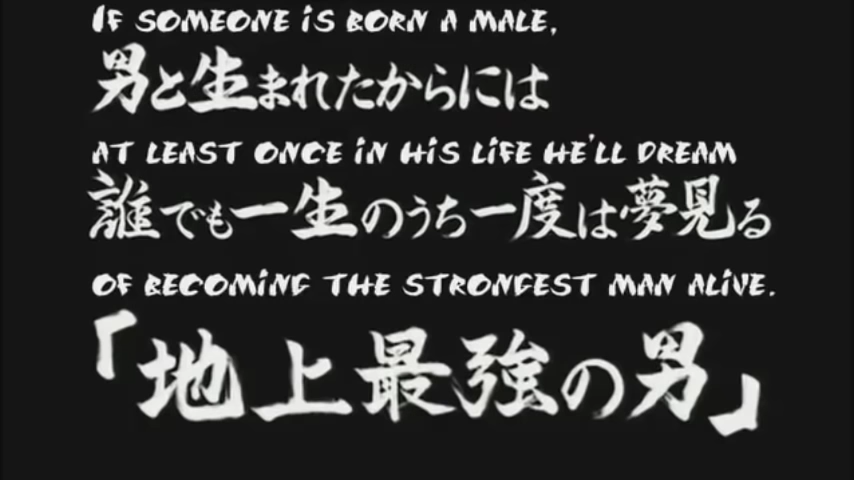 If someone is born a male,
男と生まれたからには
at least once in his life he'll dream
誰でも一生のうち一度は夢見る
of becoming the strongest man alive.
「地上最強の男」